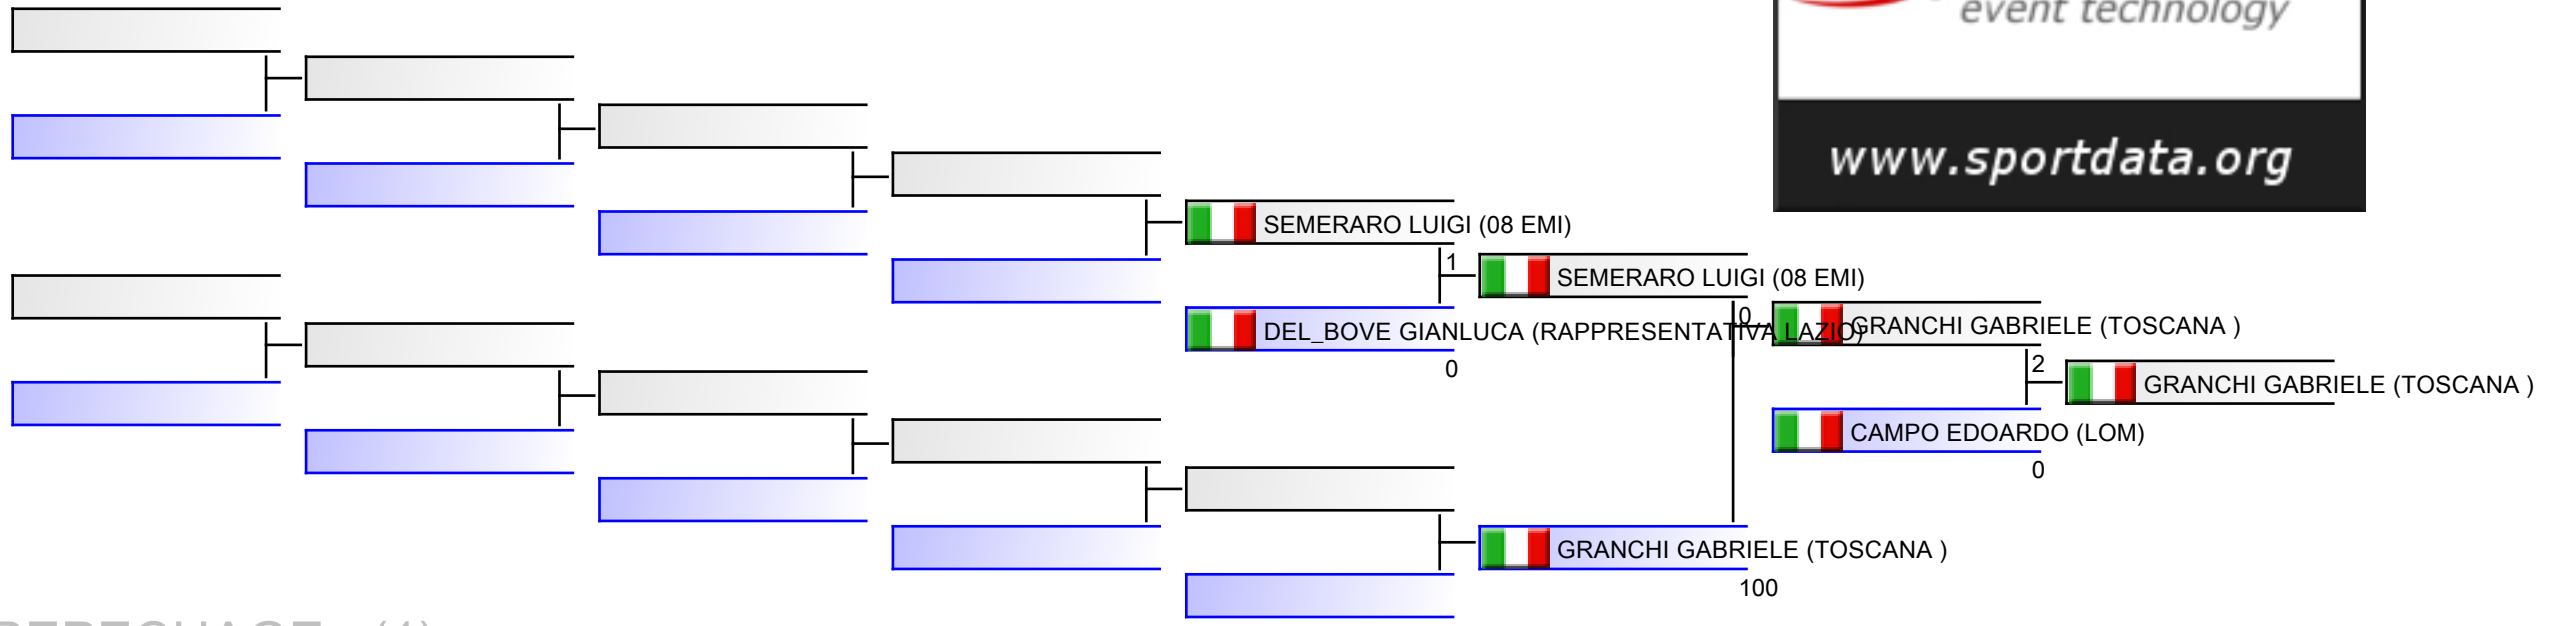 event technology
www.sportdata.org
SEMERARO LUIGI (08 EMI)
1
SEMERARO LUIGI (08 EMI)
DEL_BOVE GIANLUCA (RAPPRESENTATIVA LAZIO)
0
0
GRANCHI GABRIELE (TOSCANA )
2
GRANCHI GABRIELE (TOSCANA )
CAMPO EDOARDO (LOM)
0
GRANCHI GABRIELE (TOSCANA )
100